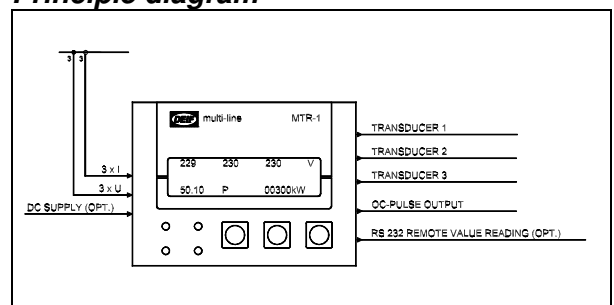 Principle diagram
3 3
DEIF multi-line MTR-1
229 230 230 V
50.10 P 00300kW
3 x I
3 x U
DC SUPPLY (OPT.)
TRANSDUCER 1
TRANSDUCER 2
TRANSDUCER 3
OC-PULSE OUTPUT
RS 232 REMOTE VALUE READING (OPT.)